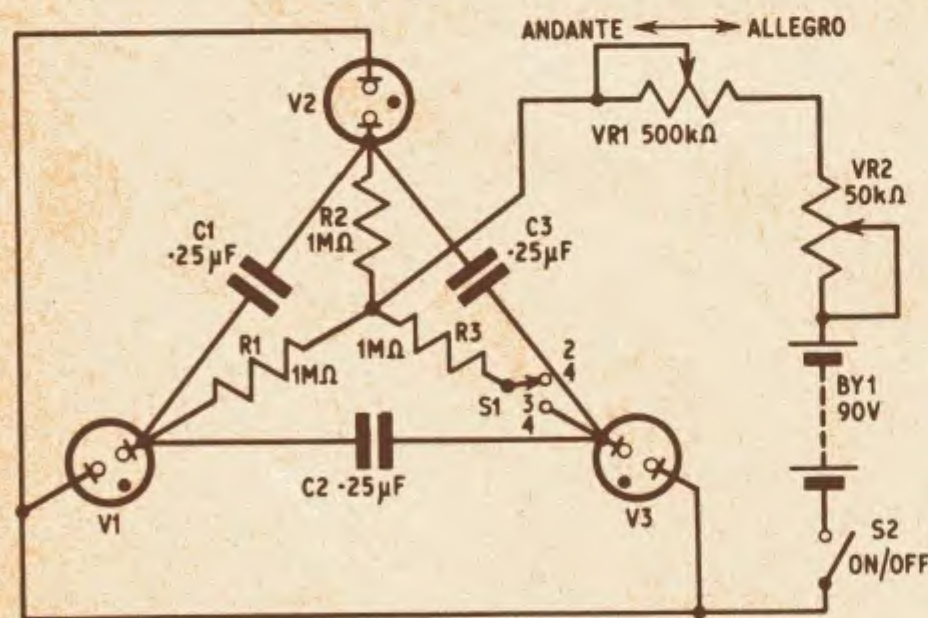 ANDANTE ALLEGRO
V2
VR1 500kΩ
VR2
50kΩ
C1
·25µF
R2
1MΩ
C3
·25µF
R1
1MΩ
1MΩ
R3
2
4
S1
3
4
BY1
90V
C2 ·25µF
V1
V3
S2
ON/OFF